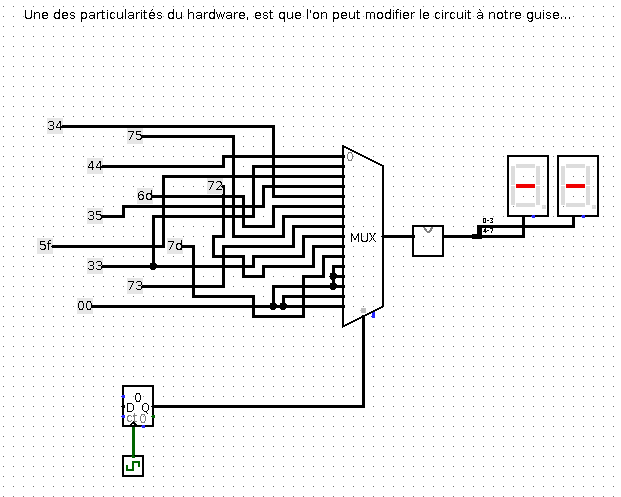 Une des particularités du hardware, est que l'on peut modifier le circuit à notre guise...
34
75
44
72
6d
35
5f
7d
33
73
00
0
MUX
0-3
4-7
0
D Q
ct 0